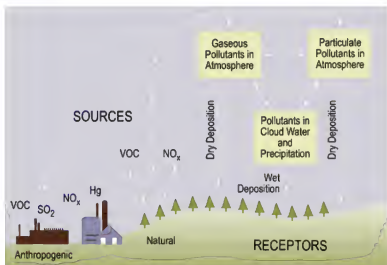 Gaseous
Pollutants in
Atmosphere
Particulate
Pollutants in
Atmosphere
SOURCES
Pollutants in
Cloud Water
and
Precipitation
Dry Deposition
Dry Deposition
VOC
NOx
Wet
Deposition
VOC
SO2
NOx
Hg
Natural
RECEPTORS
Anthropogenic